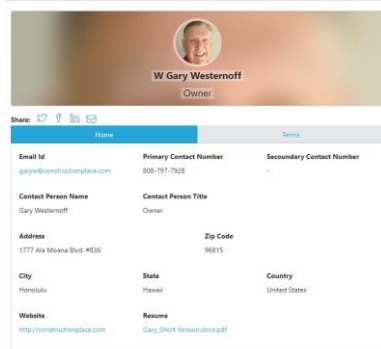 W Gary Westernoff
Owner
Share:
Home Terms
Email Id Primary Contact Number Secoundary Contact Number
garyw@constructionplace.com 808-797-7928 -
Contact Person Name Contact Person Title
Gary Westernoff Owner
Address Zip Code
1777 Ala Moana Blvd. #836 96815
City State Country
Honolulu Hawaii United States
Website Resume
http://constructionplace.com Gary_Short Version.docx.pdf